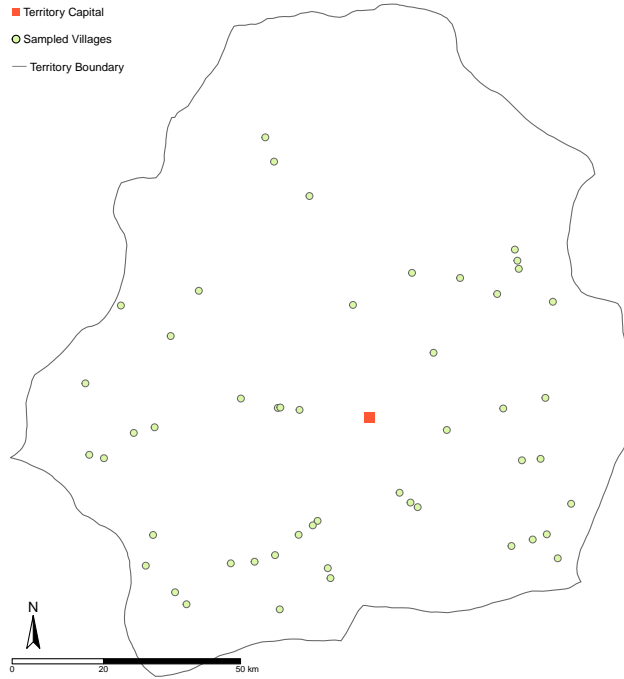 Territory Capital
Sampled Villages
Territory Boundary
N
0 20 50 km